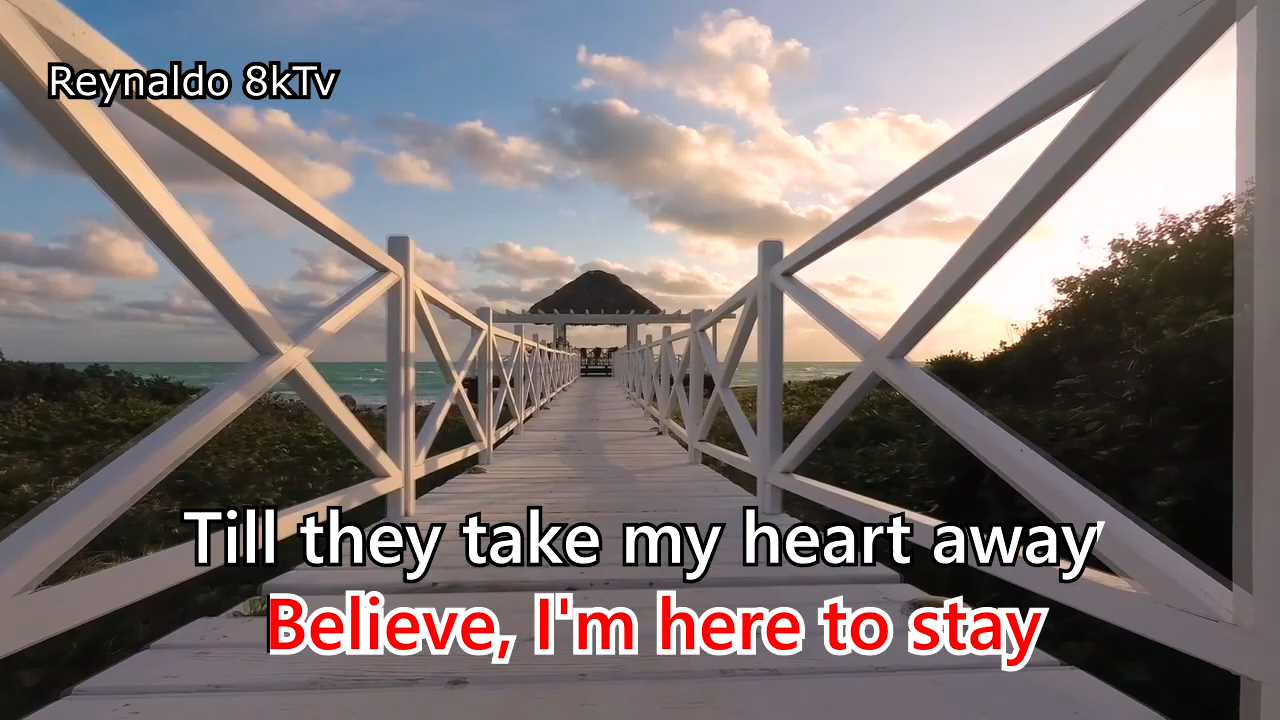 Reynaldo 8kTv
Till they take my heart away
Believe, I'm here to stay